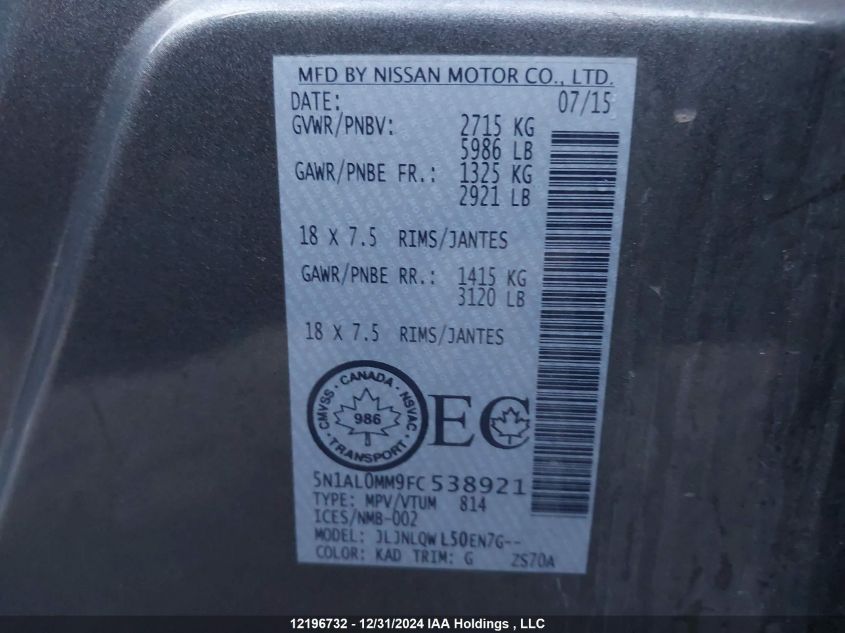 MFD BY NISSAN MOTOR CO., LTD.
DATE: 07/15
GVWR/PNBV: 2715 KG
5986 LB
GAWR/PNBE FR.: 1325 KG
2921 LB
18 X 7.5 RIMS/JANTES
GAWR/PNBE RR.: 1415 KG
3120 LB
18 X 7.5 RIMS/JANTES
CMVSS · CANADA · NSVAC
986
TRANSPORT
EC
5N1AL0MM9FC538921
TYPE: MPV/VTUM 814
ICES/NMB-002
MODEL: JLJNLQWL50EN7G--
COLOR: KAD TRIM: G ZS70A
12196732 - 12/31/2024 IAA Holdings , LLC